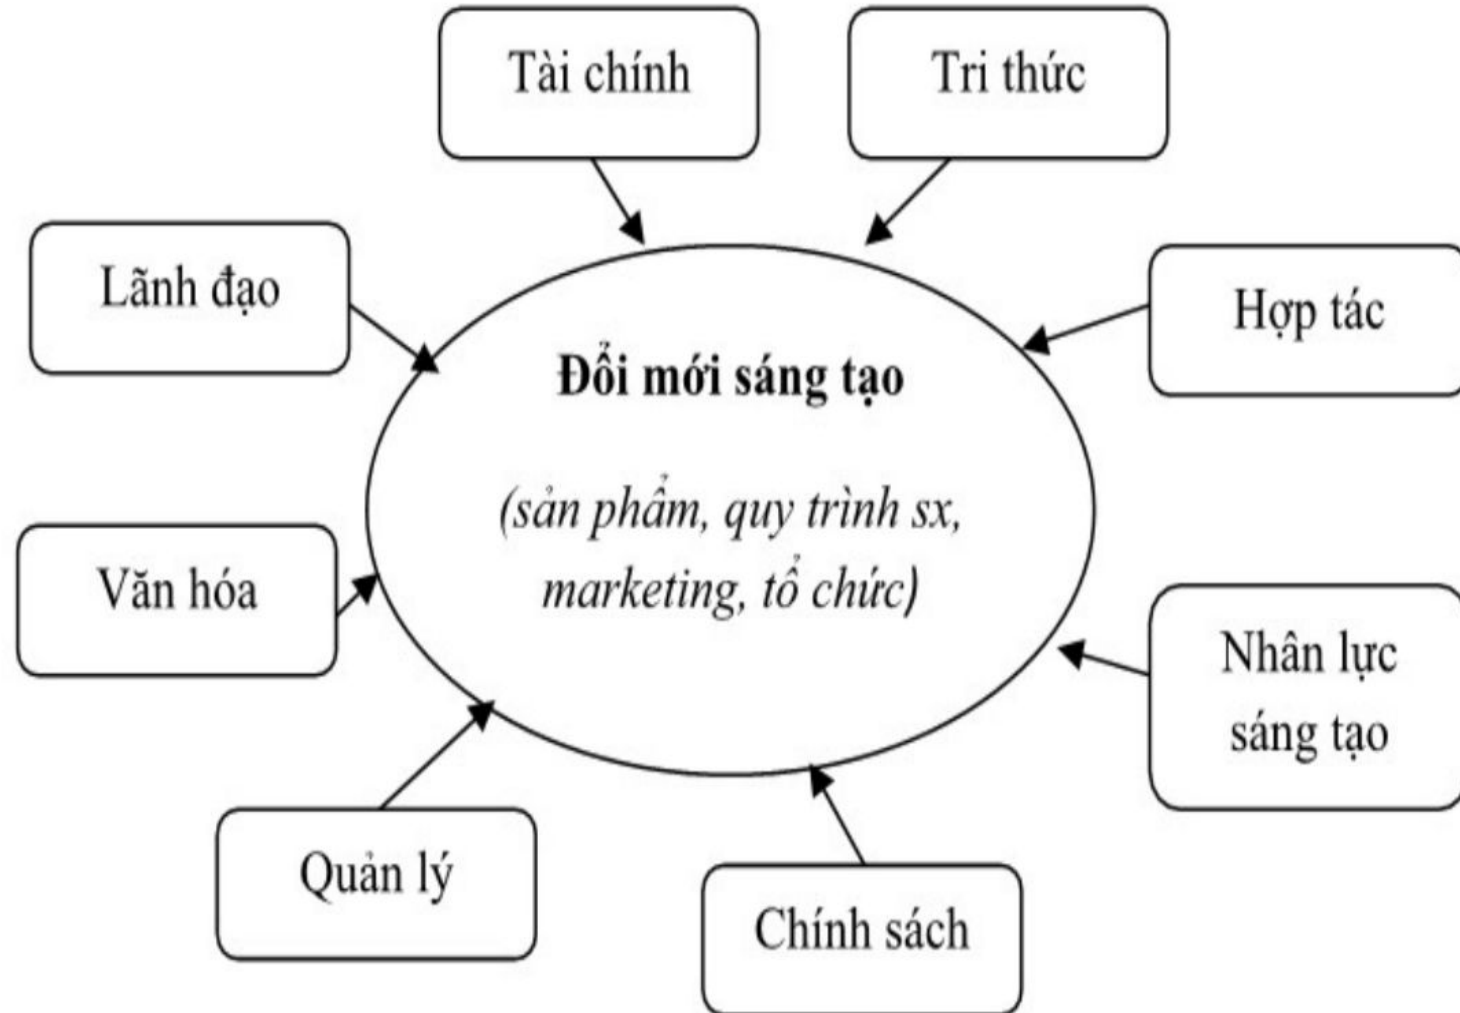 Tài chính
Tri thức
Lãnh đạo
Hợp tác
Đổi mới sáng tạo
(sản phẩm, quy trình sx,
marketing, tổ chức)
Văn hóa
Nhân lực
sáng tạo
Quản lý
Chính sách